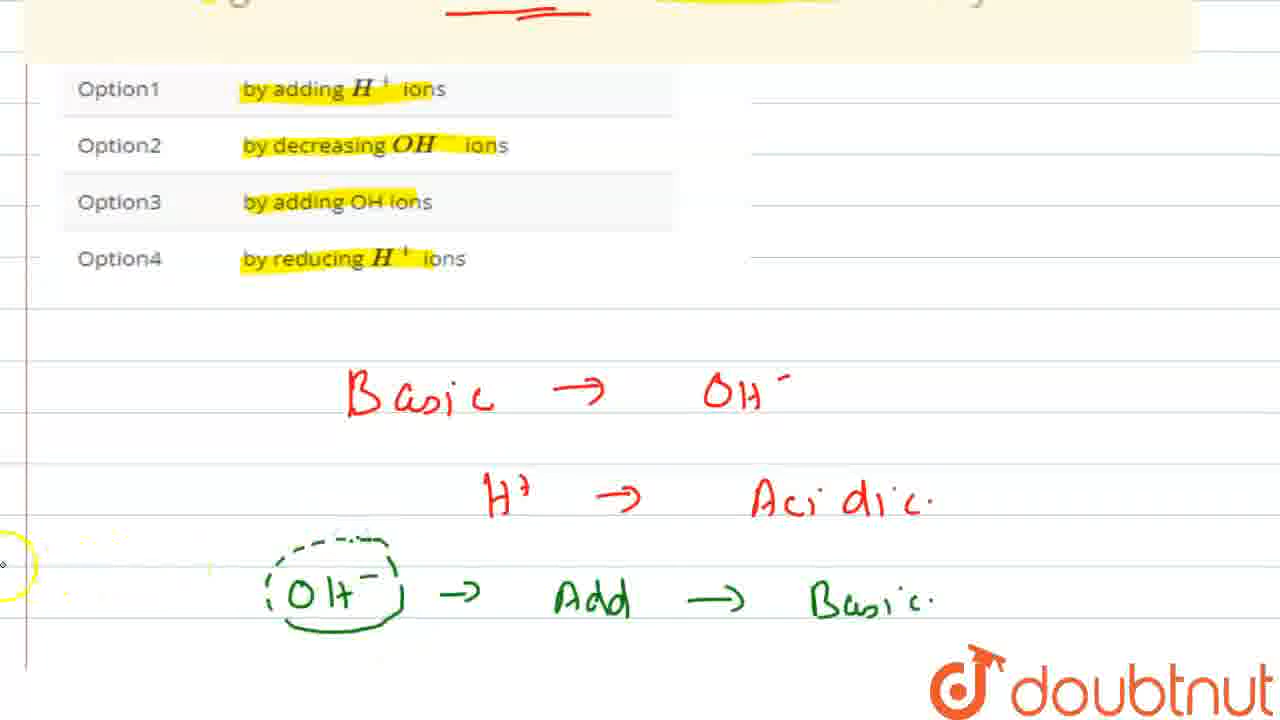 Option1 by adding H⁺ ions
Option2 by decreasing OH⁻ ions
Option3 by adding OH ions
Option4 by reducing H⁺ ions
Basic → OH⁻
H⁺ → Acidic.
OH⁻ → Add → Basic.
doubtnut